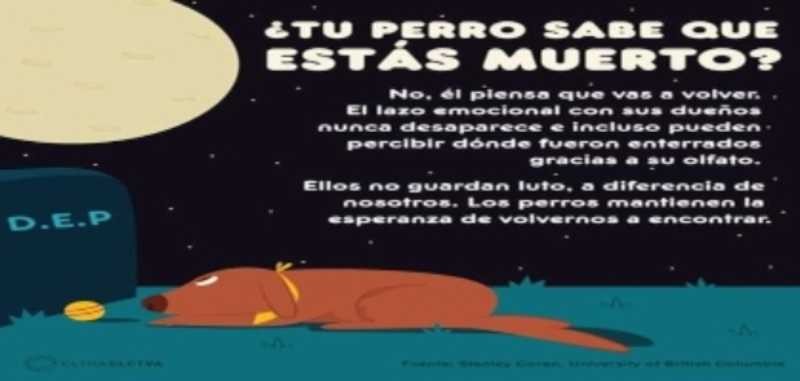 ¿TU PERRO SABE QUE
ESTÁS MUERTO?
No, él piensa que vas a volver.
El lazo emocional con sus dueños
nunca desaparece e incluso pueden
percibir dónde fueron enterrados
gracias a su olfato.
Ellos no guardan luto, a diferencia de
nosotros. Los perros mantienen la
esperanza de volvernos a encontrar.
D.E.P
CULTURA COLECTIVA
Fuente: Stanley Coren, University of British Columbia